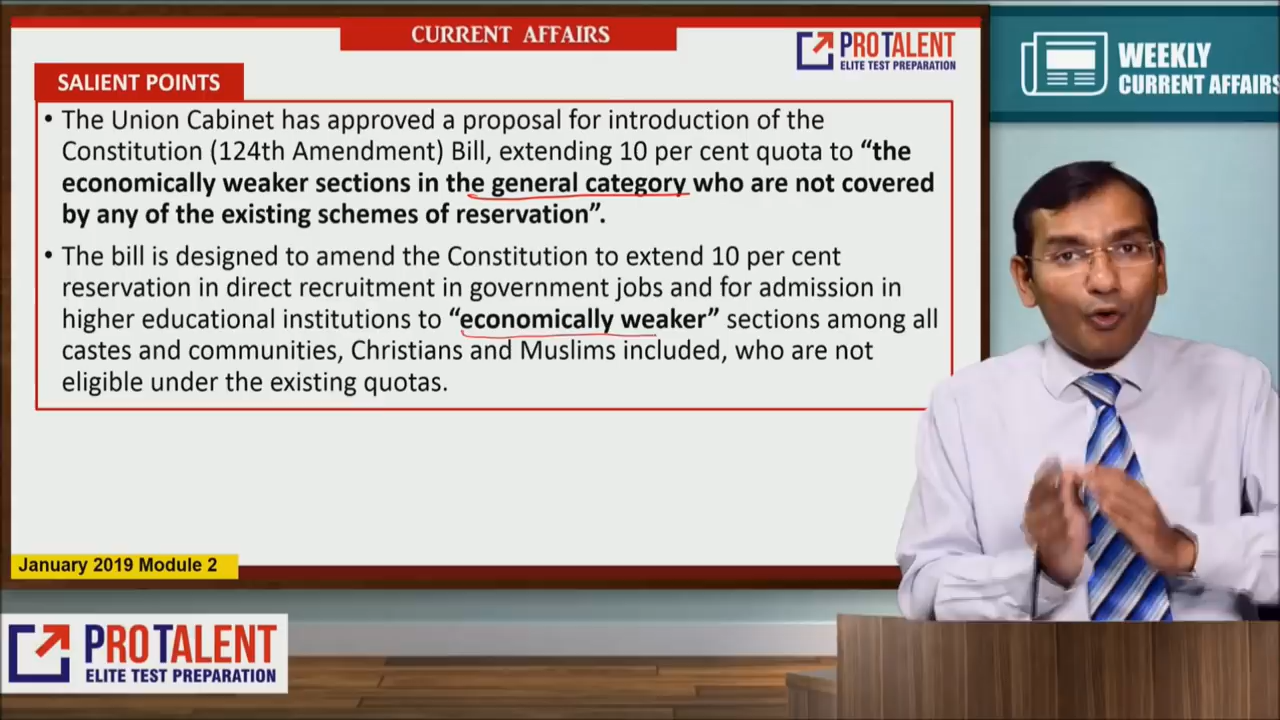 CURRENT AFFAIRS
PROTALENT
ELITE TEST PREPARATION
WEEKLY
CURRENT AFFAIRS
SALIENT POINTS
• The Union Cabinet has approved a proposal for introduction of the
Constitution (124th Amendment) Bill, extending 10 per cent quota to “the
economically weaker sections in the general category who are not covered
by any of the existing schemes of reservation”.
• The bill is designed to amend the Constitution to extend 10 per cent
reservation in direct recruitment in government jobs and for admission in
higher educational institutions to “economically weaker” sections among all
castes and communities, Christians and Muslims included, who are not
eligible under the existing quotas.
January 2019 Module 2
PROTALENT
ELITE TEST PREPARATION